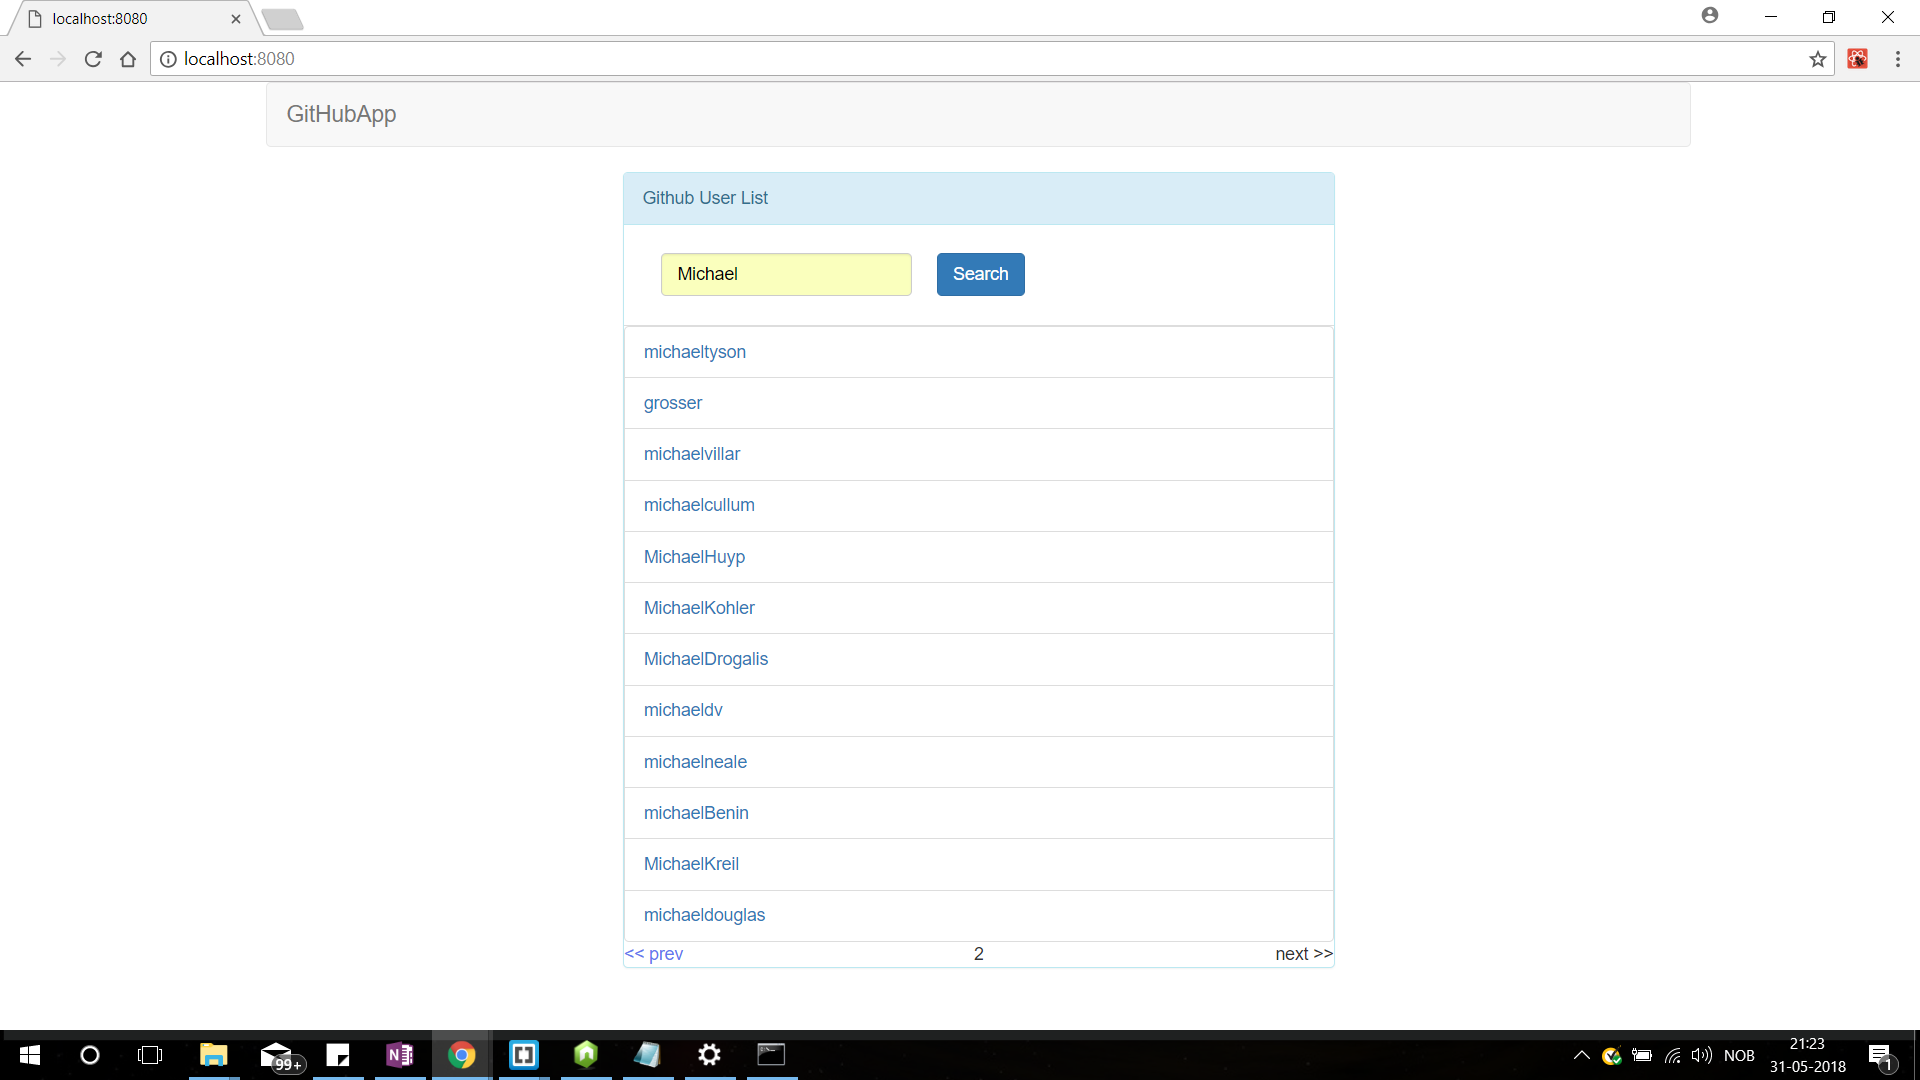 localhost:8080
localhost:8080
GitHubApp
Github User List
Michael
Search
michaeltyson
grosser
michaelvillar
michaelcullum
MichaelHuyp
MichaelKohler
MichaelDrogalis
michaeldv
michaelneale
michaelBenin
MichaelKreil
michaeldouglas
<< prev 2 next >>
99+
N
NOB
21:23
31-05-2018
1